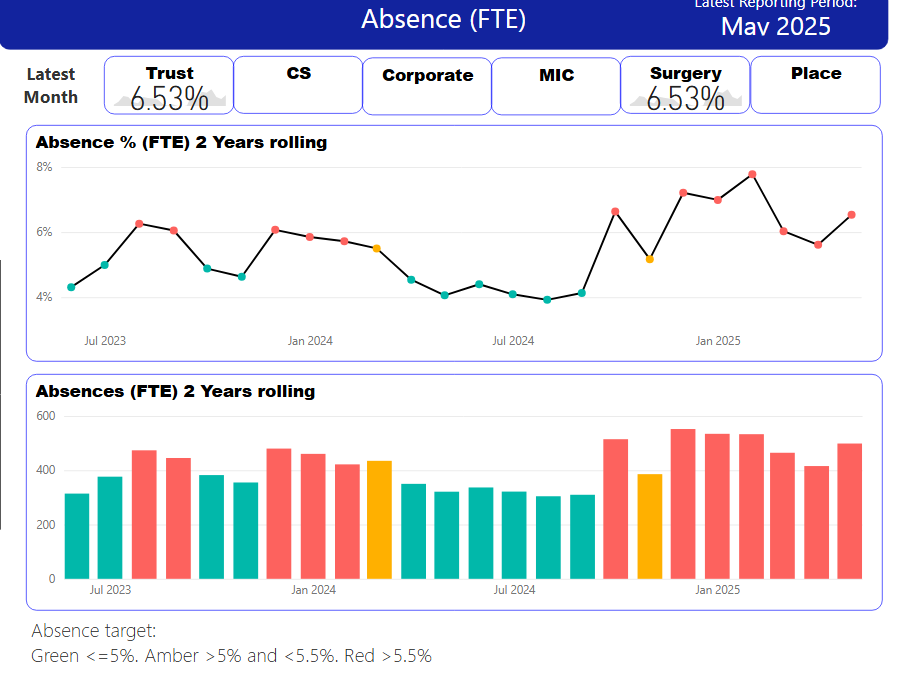 Absence (FTE)
Latest Reporting Period:
May 2025
Latest
Month
Trust
6.53%
CS
Corporate
MIC
Surgery
6.53%
Place
Absence % (FTE) 2 Years rolling
8%
6%
4%
Jul 2023
Jan 2024
Jul 2024
Jan 2025
Absences (FTE) 2 Years rolling
600
400
200
0
Jul 2023
Jan 2024
Jul 2024
Jan 2025
Absence target:
Green <=5%. Amber >5% and <5.5%. Red >5.5%